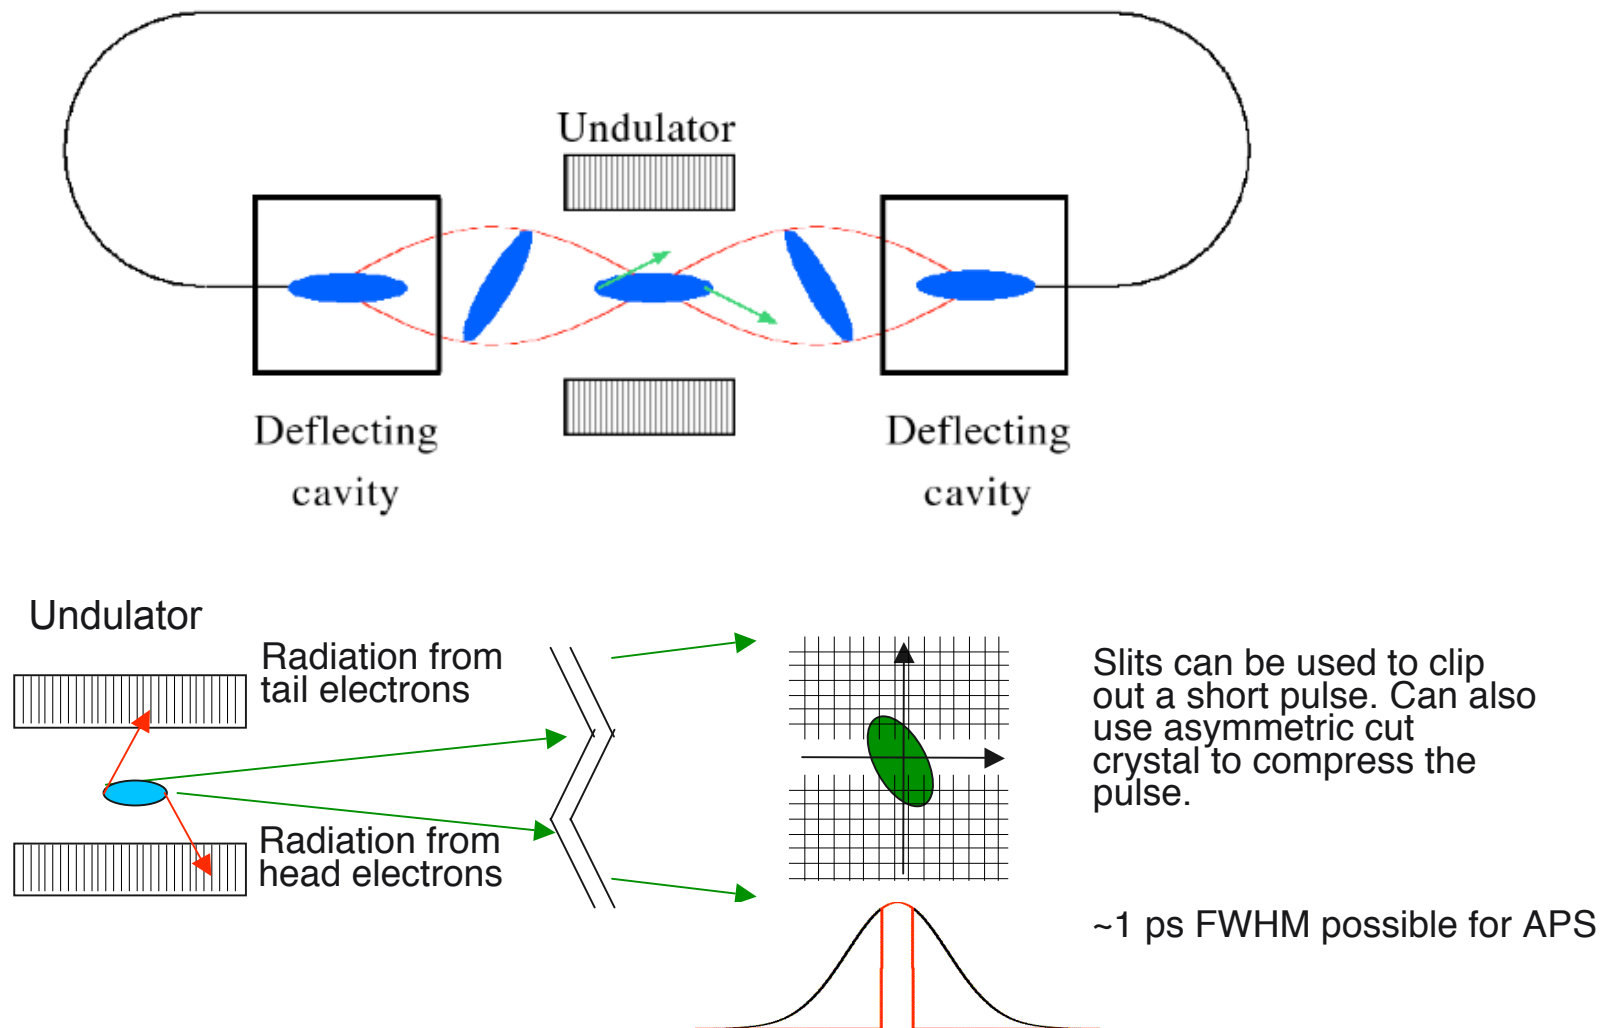 Undulator
Deflecting
cavity
Deflecting
cavity
Undulator
Radiation from
tail electrons
Radiation from
head electrons
Slits can be used to clip
out a short pulse. Can also
use asymmetric cut
crystal to compress the
pulse.
~1 ps FWHM possible for APS